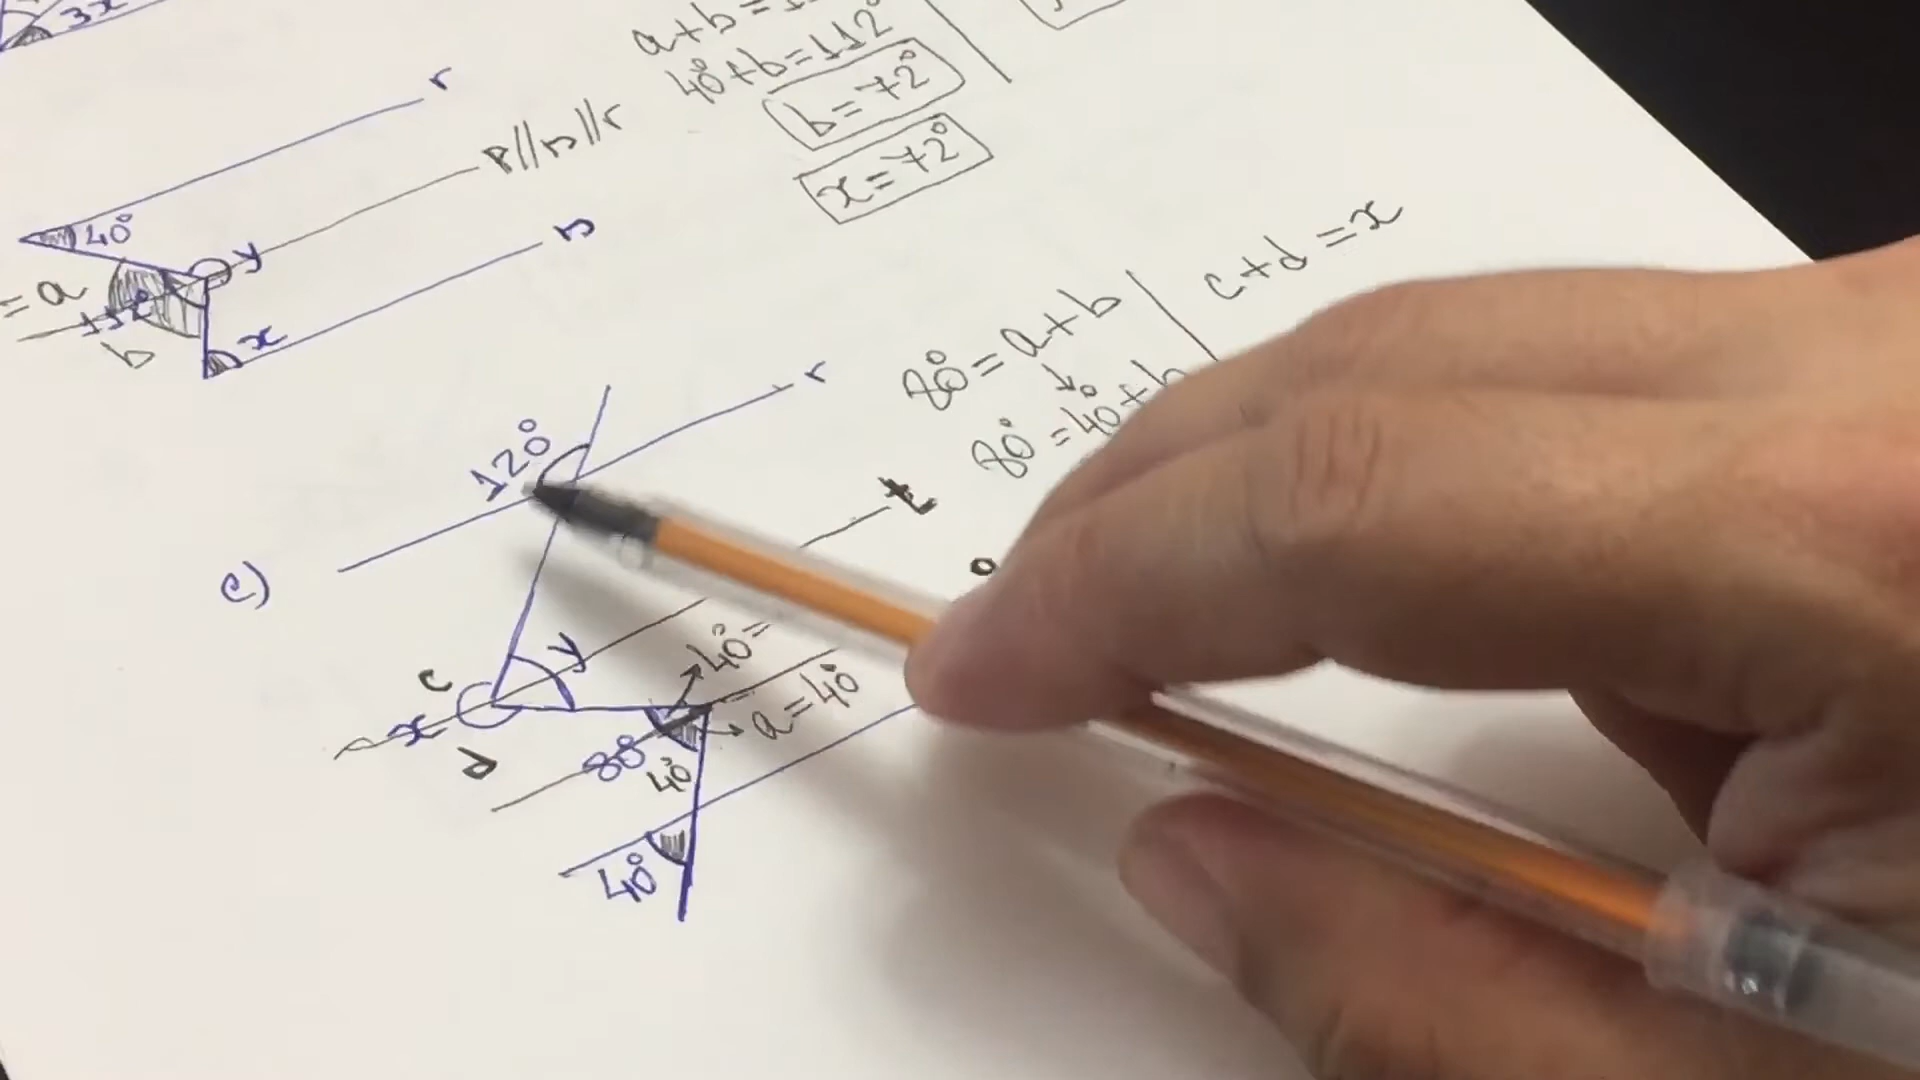 3x
a+b=
40°+b=112°
b=72°
x=72°
r
P//s//r
s
40°
y
=a
112°
b
x
c+d=x
80°=a+b
80°=40+b
r
120°
t
e)
40°=
y
c
a=40°
x
80°
d
40°
40°